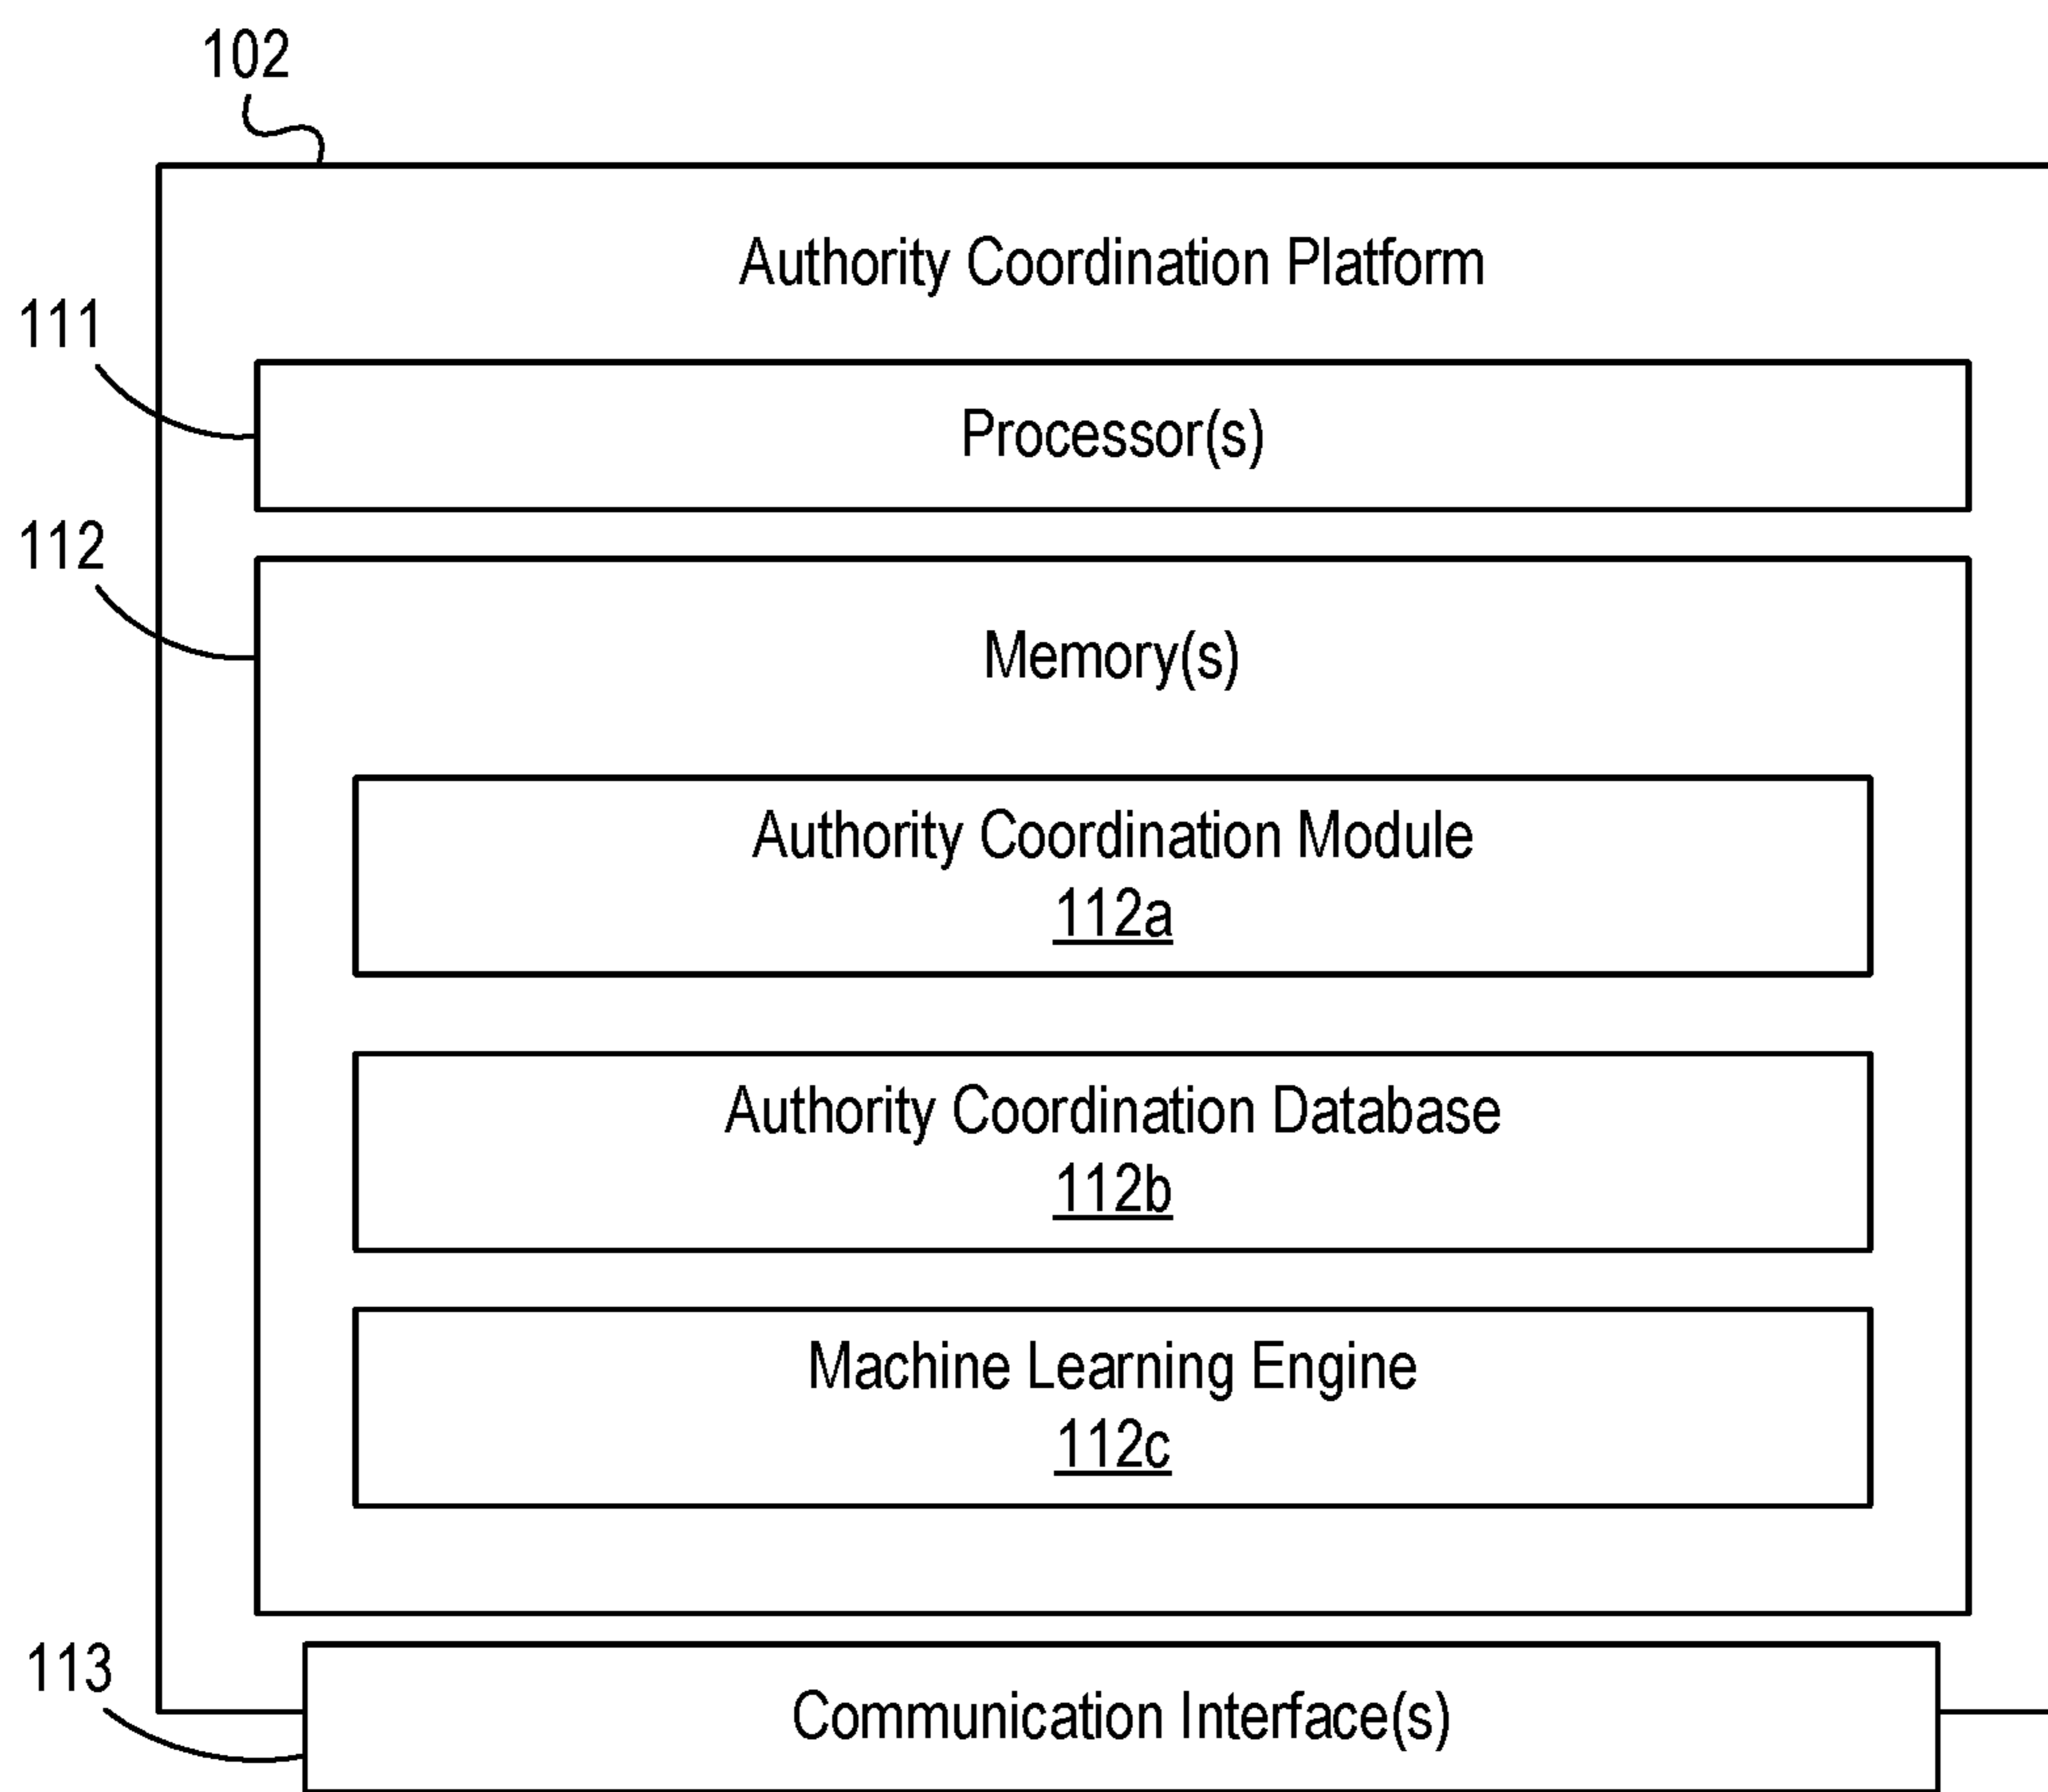 102
Authority Coordination Platform
111
Processor(s)
112
Memory(s)
Authority Coordination Module
112a
Authority Coordination Database
112b
Machine Learning Engine
112c
113
Communication Interface(s)